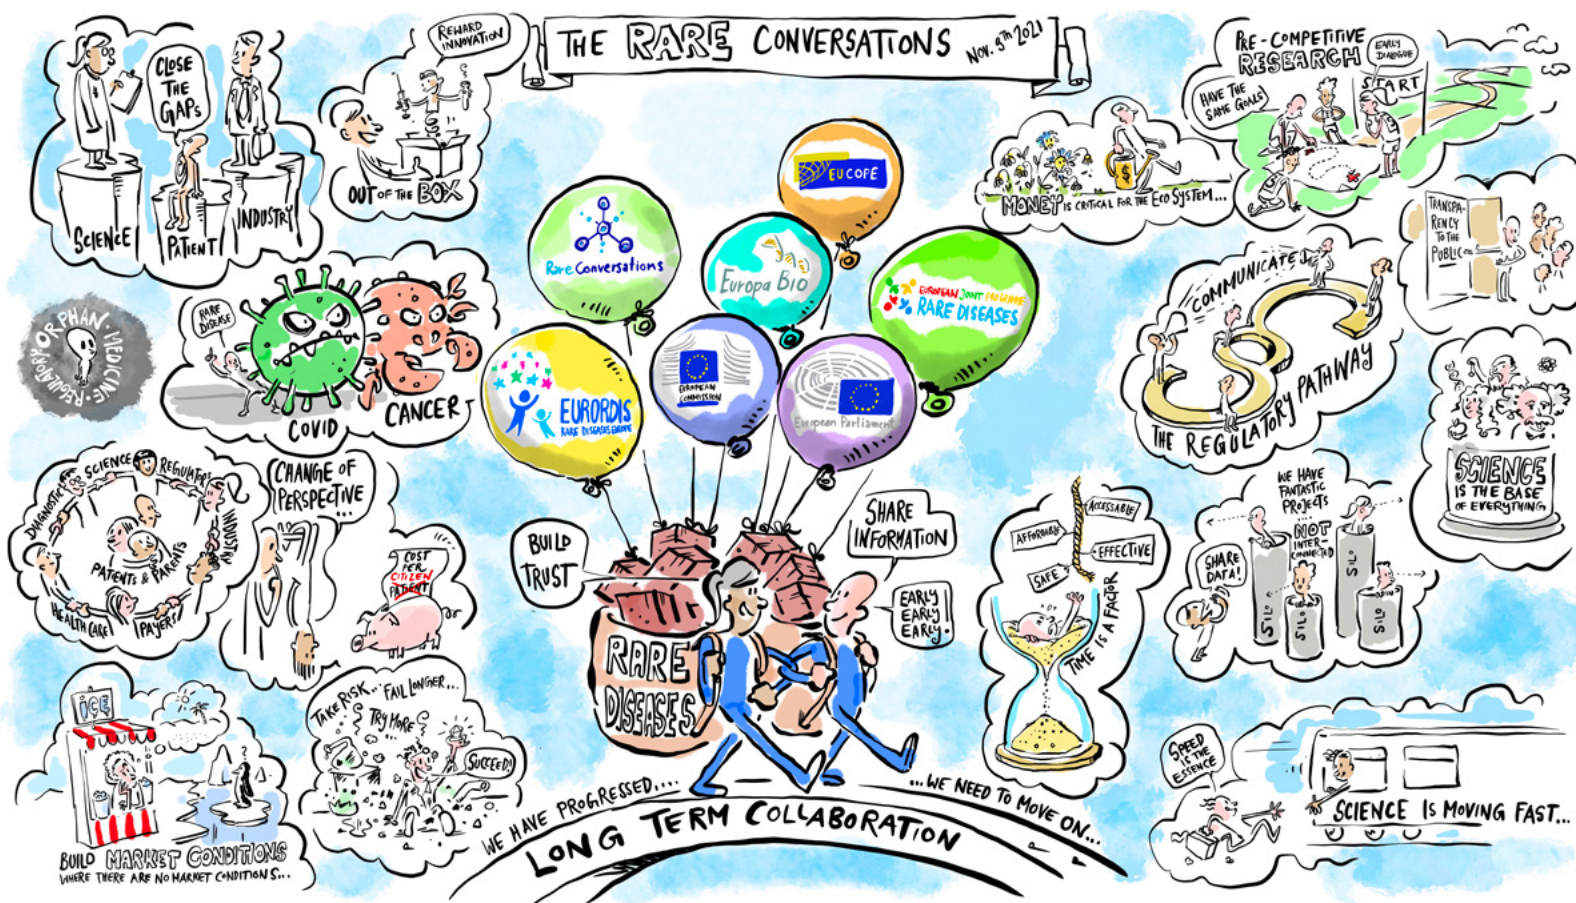 THE RARE CONVERSATIONS
Nov. 9th 2021
CLOSE
THE
GAPS
SCIENCE
PATIENT
INDUSTRY
REWARD
INNOVATION
OUT OF THE BOX
ORPHAN · MEDICINE · REGULATORY
RARE
DISEASE
COVID
CANCER
DIAGNOSTIC
SCIENCE
REGULATORS
INDUSTRY
PATIENTS & PARENTS
HEALTH CARE
PAYERS
CHANGE OF
PERSPECTIVE
...
COST
PER
CITIZEN
PATIENT
ICE
BUILD MARKET CONDITIONS
WHERE THERE ARE NO MARKET CONDITIONS...
TAKE RISK... FAIL LONGER...
TRY MORE
SUCCEED!
Rare Conversations
EUCOPE
Europa Bio
EUROPEAN JOINT PROGRAMME
RARE DISEASES
EURORDIS
RARE DISEASES EUROPE
EUROPEAN
COMMISSION
European Parliament
BUILD
TRUST
SHARE
INFORMATION
EARLY
EARLY
EARLY.
RARE
DISEASES
WE HAVE PROGRESSED....
...WE NEED TO MOVE ON...
LONG TERM COLLABORATION
MONEY IS CRITICAL FOR THE ECOSYSTEM...
$
PRE-COMPETITIVE
RESEARCH
EARLY
DIALOGUE
START
HAVE THE
SAME GOALS
TRANSPA-
RENCY
TO THE
PUBLIC
COMMUNICATE
THE REGULATORY PATHWAY
SCIENCE
IS THE BASE
OF EVERYTHING
ACCESSABLE
AFFORDABLE
EFFECTIVE
SAFE
TIME IS A FACTOR
WE HAVE
FANTASTIC
PROJECTS
NOT
INTER-
CONNECTED
SHARE
DATA!
SILO
SILO
SILO
SILO
SPEED
IS THE
ESSENCE
SCIENCE IS MOVING FAST...